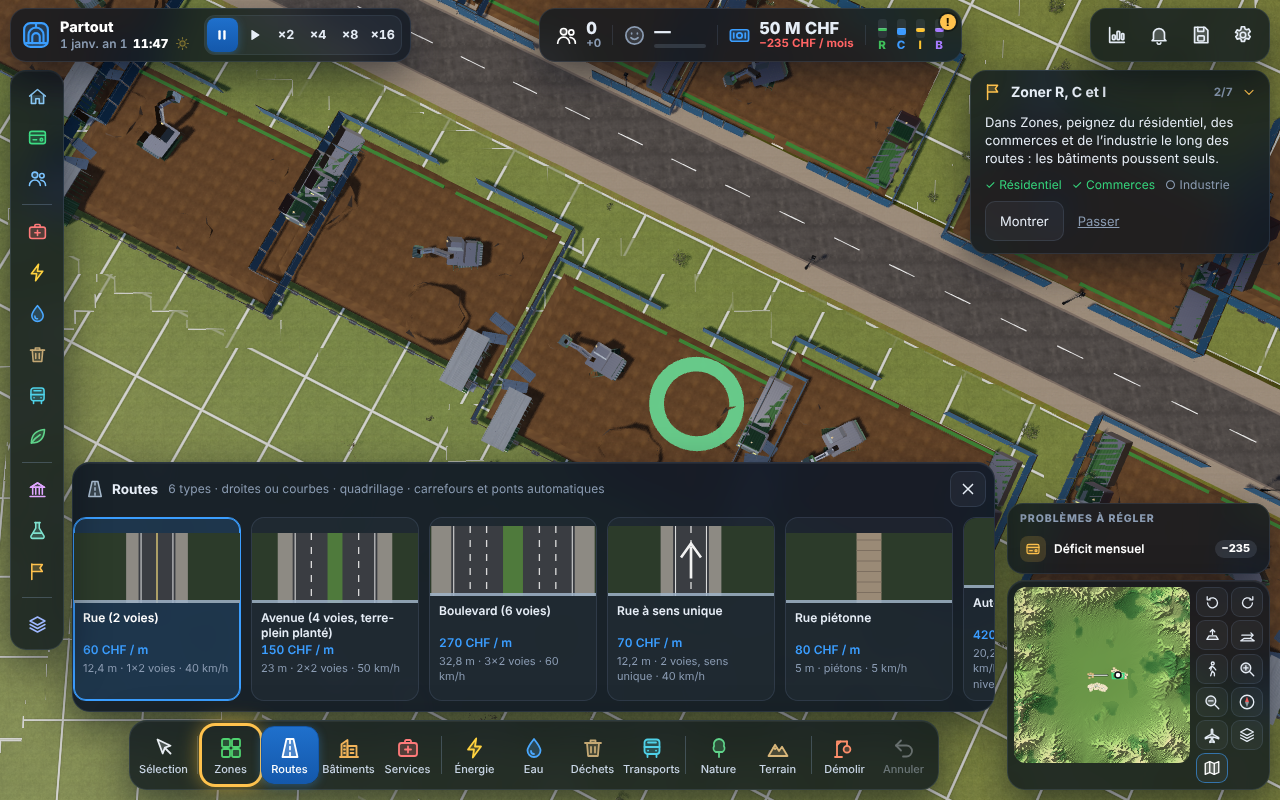 Partout
1 janv. an 1 11:47
×2 ×4 ×8 ×16
0
+0
—
50 M CHF
−235 CHF / mois
R C I B
!
Zoner R, C et I
2/7
Dans Zones, peignez du résidentiel, des
commerces et de l'industrie le long des
routes : les bâtiments poussent seuls.
✓ Résidentiel ✓ Commerces Industrie
Montrer
Passer
Routes
6 types · droites ou courbes · quadrillage · carrefours et ponts automatiques
Rue (2 voies)
60 CHF / m
12,4 m · 1×2 voies · 40 km/h
Avenue (4 voies, terre-
plein planté)
150 CHF / m
23 m · 2×2 voies · 50 km/h
Boulevard (6 voies)
270 CHF / m
32,8 m · 3×2 voies · 60
km/h
Rue à sens unique
70 CHF / m
12,2 m · 2 voies, sens
unique · 40 km/h
Rue piétonne
80 CHF / m
5 m · piétons · 5 km/h
Aut
420
20,2
km/
nive
PROBLÈMES À RÉGLER
Déficit mensuel
−235
Sélection
Zones
Routes
Bâtiments
Services
Énergie
Eau
Déchets
Transports
Nature
Terrain
Démolir
Annuler